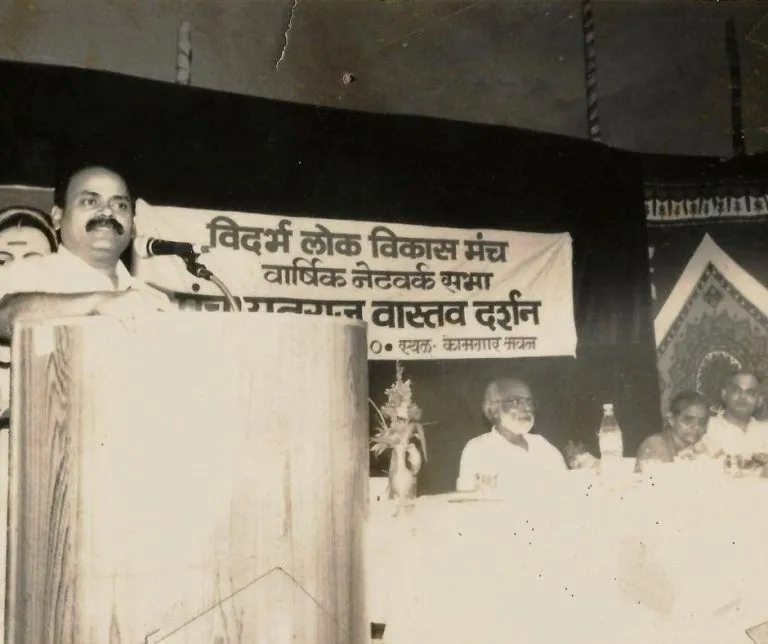 विदर्भ लोक विकास मंच
वार्षिक नेटवर्क सभा
वास्तव दर्शन
स्थळ- कामगार भवन